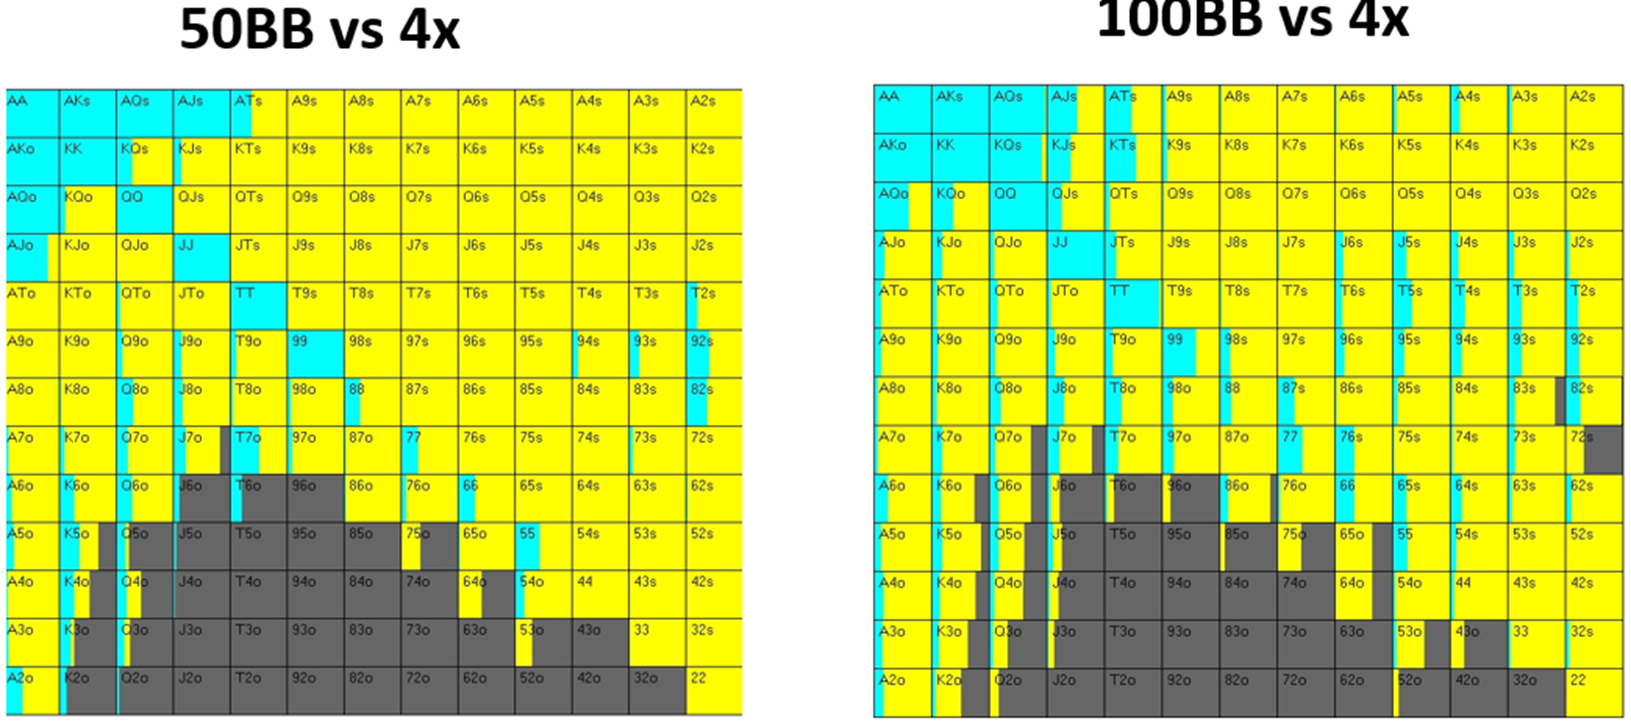 50BB vs 4x
100BB vs 4x
AA AKs AQs AJs ATs A9s A8s A7s A6s A5s A4s A3s A2s
AKo KK KQs KJs KTs K9s K8s K7s K6s K5s K4s K3s K2s
AQo KQo QQ QJs QTs Q9s Q8s Q7s Q6s Q5s Q4s Q3s Q2s
AJo KJo QJo JJ JTs J9s J8s J7s J6s J5s J4s J3s J2s
ATo KTo QTo JTo TT T9s T8s T7s T6s T5s T4s T3s T2s
A9o K9o Q9o J9o T9o 99 98s 97s 96s 95s 94s 93s 92s
A8o K8o Q8o J8o T8o 98o 88 87s 86s 85s 84s 83s 82s
A7o K7o Q7o J7o T7o 97o 87o 77 76s 75s 74s 73s 72s
A6o K6o Q6o J6o T6o 96o 86o 76o 66 65s 64s 63s 62s
A5o K5o Q5o J5o T5o 95o 85o 75o 65o 55 54s 53s 52s
A4o K4o Q4o J4o T4o 94o 84o 74o 64o 54o 44 43s 42s
A3o K3o Q3o J3o T3o 93o 83o 73o 63o 53o 43o 33 32s
A2o K2o Q2o J2o T2o 92o 82o 72o 62o 52o 42o 32o 22
AA AKs AQs AJs ATs A9s A8s A7s A6s A5s A4s A3s A2s
AKo KK KQs KJs KTs K9s K8s K7s K6s K5s K4s K3s K2s
AQo KQo QQ QJs QTs Q9s Q8s Q7s Q6s Q5s Q4s Q3s Q2s
AJo KJo QJo JJ JTs J9s J8s J7s J6s J5s J4s J3s J2s
ATo KTo QTo JTo TT T9s T8s T7s T6s T5s T4s T3s T2s
A9o K9o Q9o J9o T9o 99 98s 97s 96s 95s 94s 93s 92s
A8o K8o Q8o J8o T8o 98o 88 87s 86s 85s 84s 83s 82s
A7o K7o Q7o J7o T7o 97o 87o 77 76s 75s 74s 73s 72s
A6o K6o Q6o J6o T6o 96o 86o 76o 66 65s 64s 63s 62s
A5o K5o Q5o J5o T5o 95o 85o 75o 65o 55 54s 53s 52s
A4o K4o Q4o J4o T4o 94o 84o 74o 64o 54o 44 43s 42s
A3o K3o Q3o J3o T3o 93o 83o 73o 63o 53o 43o 33 32s
A2o K2o Q2o J2o T2o 92o 82o 72o 62o 52o 42o 32o 22